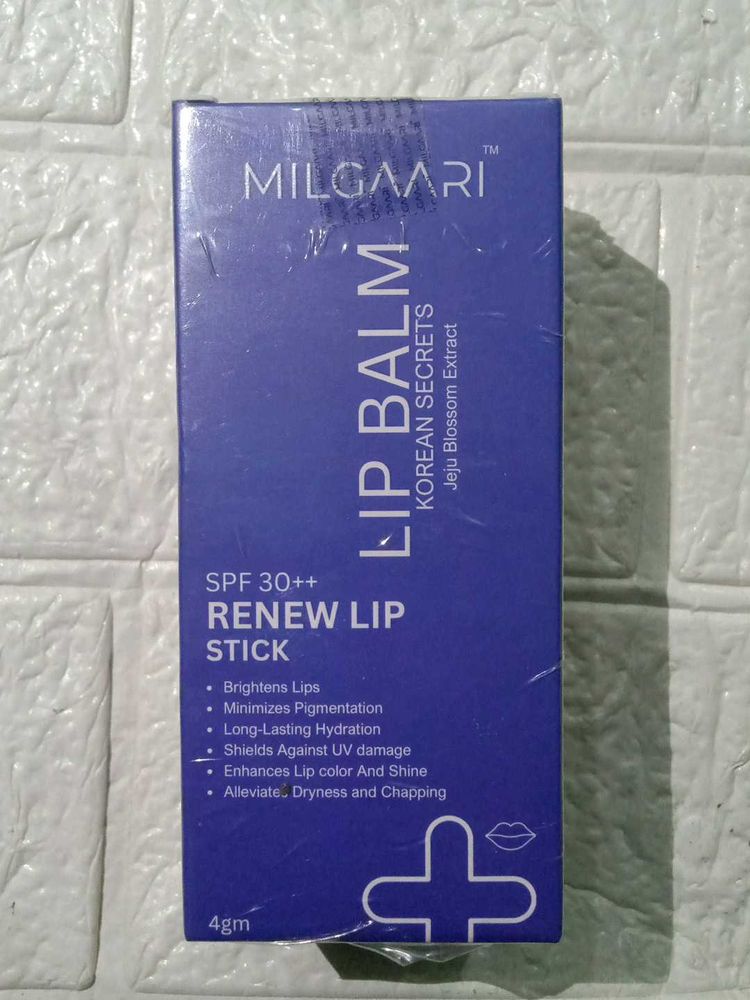 MILGAARI™
LIP BALM
KOREAN SECRETS
Jeju Blossom Extract
SPF 30++
RENEW LIP
STICK
• Brightens Lips
• Minimizes Pigmentation
• Long-Lasting Hydration
• Shields Against UV damage
• Enhances Lip color And Shine
• Alleviates Dryness and Chapping
4gm